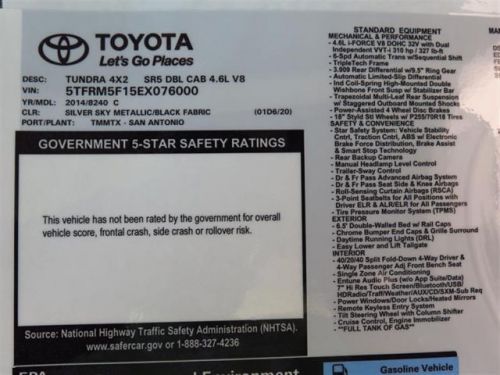 TOYOTA
Let's Go Places
DESC: TUNDRA 4X2 SR5 DBL CAB 4.6L V8
VIN: 5TFRM5F15EX076000
YR/MDL: 2014/8240 C
CLR: SILVER SKY METALLIC/BLACK FABRIC (01D6/20)
PORT/PLANT: TMMTX - SAN ANTONIO
GOVERNMENT 5-STAR SAFETY RATINGS
This vehicle has not been rated by the government for overall
vehicle score, frontal crash, side crash or rollover risk.
Source: National Highway Traffic Safety Administration (NHTSA).
www.safercar.gov or 1-888-327-4236
STANDARD EQUIPMENT
MECHANICAL & PERFORMANCE
- 4.6L i-FORCE V8 DOHC 32V with Dual
Independent VVT-i 310 hp / 327 lb-ft
- 6-Spd Automatic Trans w/Sequential Shift
- TripleTech Frame
- 3.909 Rear Differential w/9.5" Ring Gear
- Automatic Limited-Slip Differential
- Ind Coil-Spring High-Mounted Double
Wishbone Front Susp w/ Stabilizer Bar
- Trapezoidal Multi-Leaf Rear Suspension
w/ Staggered Outboard Mounted Shocks
- Power-Assisted 4 Wheel Disc Brakes
- 18" Styld Stl Wheels w/ P255/70R18 Tires
SAFETY & CONVENIENCE
- Star Safety System: Vehicle Stability
Cntrl, Traction Cntrl, ABS w/ Electronic
Brake Force Distribution, Brake Assist
& Smart Stop Technology
- Rear Backup Camera
- Manual Headlamp Level Control
- Trailer-Sway Control
- Dr & Fr Pass Advanced Airbag System
- Dr & Fr Pass Seat Side & Knee Airbags
- Roll-Sensing Curtain Airbags (RSCA)
- 3-Point Seatbelts for All Positions with
Driver ELR & ALR/ELR for All Passengers
- Tire Pressure Monitor System (TPMS)
EXTERIOR
- 6.5' Double-Walled Bed w/ Rail Caps
- Chrome Bumper End Caps & Grille Surround
- Daytime Running Lights (DRL)
- Easy Lower and Lift Tailgate
INTERIOR
- 40/20/40 Split Fold-Down 4-Way Driver &
4-Way Passenger Adj Front Bench Seat
- Single Zone Air Conditioning
- Entune Audio Plus (w/o App Suite/Data)
- 7" Hi Res Touch Screen/Bluetooth/USB/
HDRadio/Traff/Weather/AUX/CD/SXM-Sub Req
- Power Windows/Door Locks/Heated Mirrors
- Remote Keyless Entry System
- Tilt Steering Wheel with Column Shifter
- Cruise Control, Engine Immobilizer
- **FULL TANK OF GAS**
Gasoline Vehicle